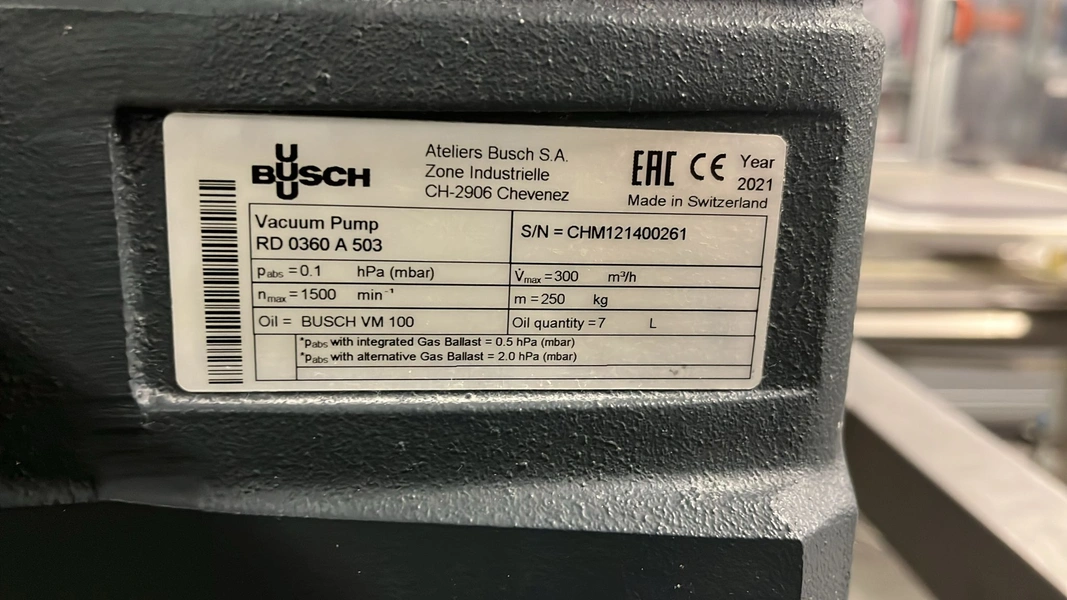 BUSCH
Ateliers Busch S.A.
Zone Industrielle
CH-2906 Chevenez
EAC CE Year
2021
Made in Switzerland
Vacuum Pump
RD 0360 A 503
S/N = CHM121400261
pabs = 0.1 hPa (mbar)
V̇max = 300 m³/h
nmax = 1500 min⁻¹
m = 250 kg
Oil = BUSCH VM 100
Oil quantity = 7 L
*pabs with integrated Gas Ballast = 0.5 hPa (mbar)
*pabs with alternative Gas Ballast = 2.0 hPa (mbar)